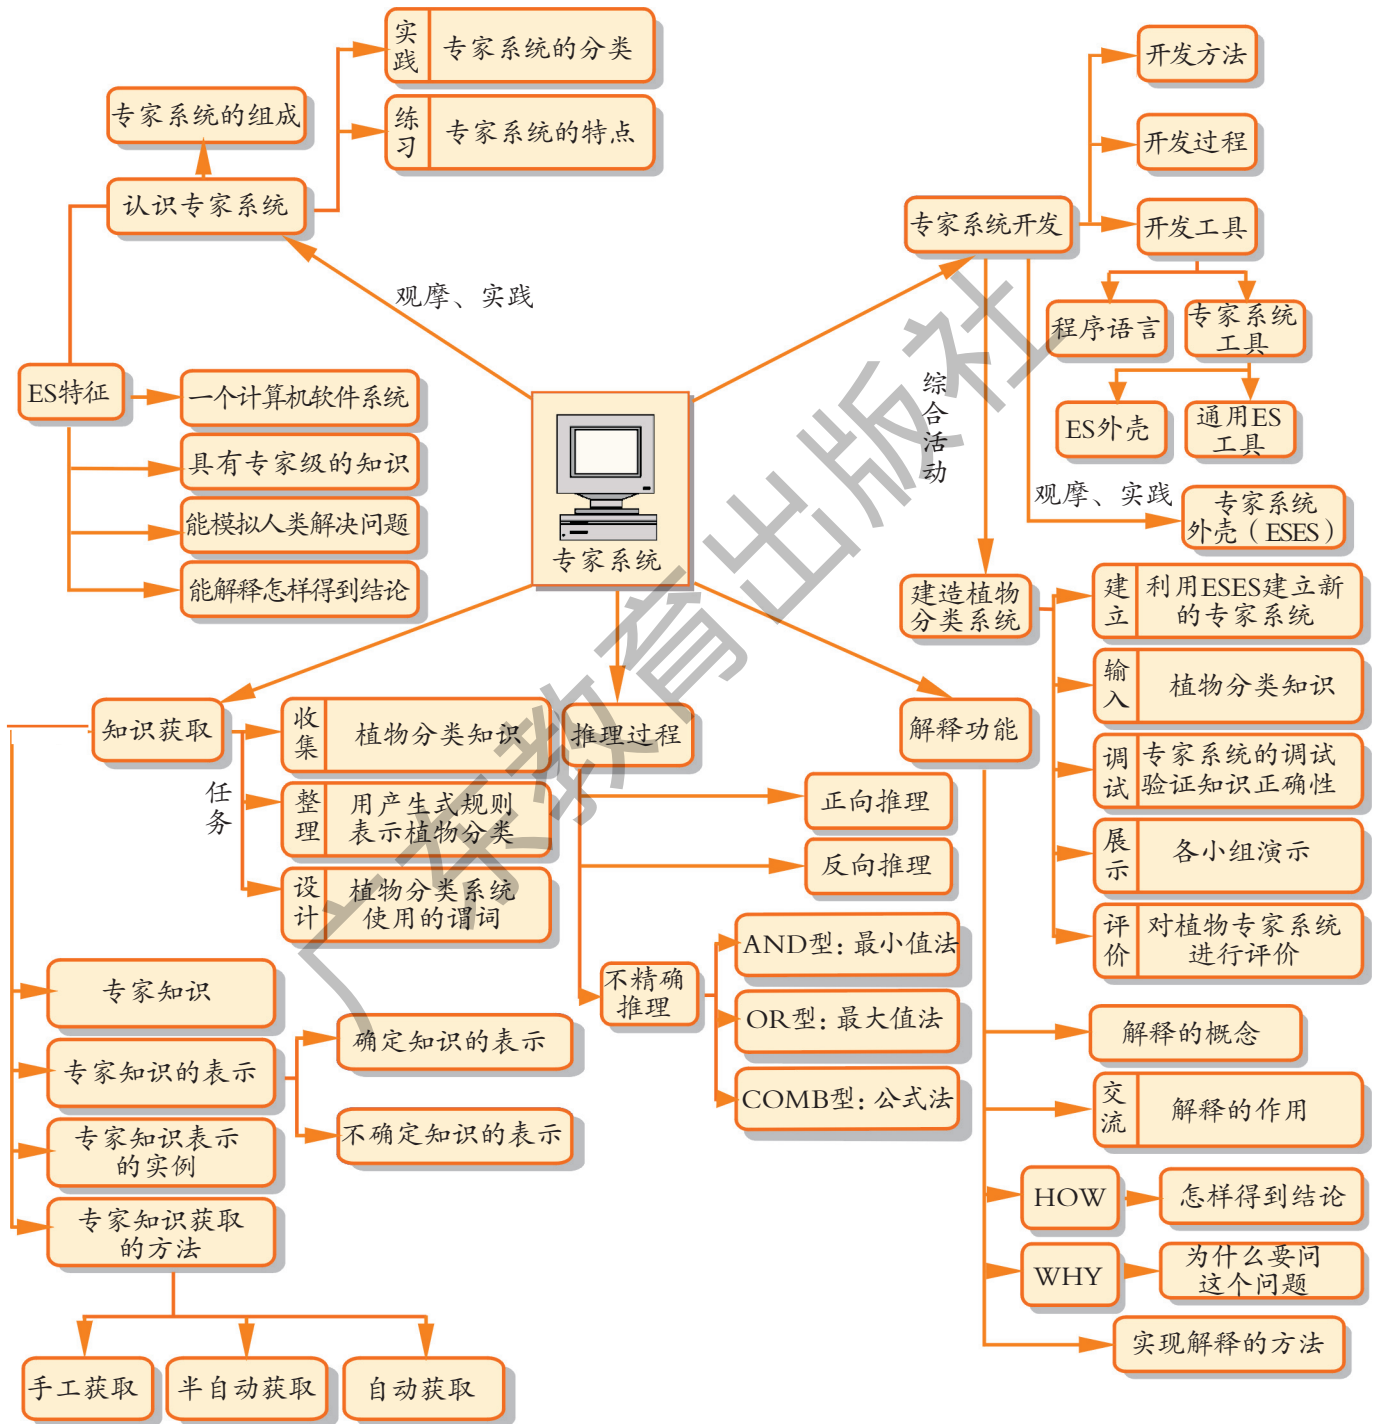 实践
专家系统的分类
练习
专家系统的特点
专家系统的组成
认识专家系统
观摩、实践
ES特征
一个计算机软件系统
具有专家级的知识
能模拟人类解决问题
能解释怎样得到结论
专家系统
开发方法
开发过程
专家系统开发
开发工具
程序语言
专家系统
工具
ES外壳
通用ES
工具
综合活动
观摩、实践
专家系统
外壳（ESES）
建造植物
分类系统
建立
利用ESES建立新
的专家系统
输入
植物分类知识
调试
专家系统的调试
验证知识正确性
展示
各小组演示
评价
对植物专家系统
进行评价
知识获取
任务
收集
植物分类知识
整理
用产生式规则
表示植物分类
设计
植物分类系统
使用的谓词
专家知识
专家知识的表示
确定知识的表示
不确定知识的表示
专家知识表示
的实例
专家知识获取
的方法
手工获取
半自动获取
自动获取
推理过程
正向推理
反向推理
不精确
推理
AND型：最小值法
OR型：最大值法
COMB型：公式法
解释功能
解释的概念
交流
解释的作用
HOW
怎样得到结论
WHY
为什么要问
这个问题
实现解释的方法
广东教育出版社